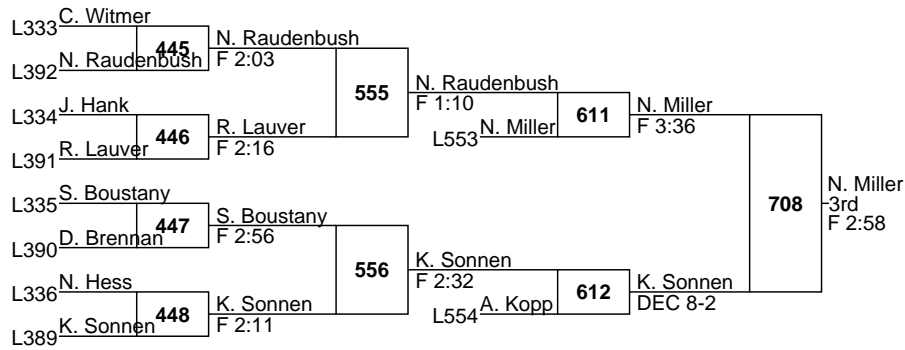 L333 C. Witmer
445 N. Raudenbush
L392 N. Raudenbush F 2:03
555 N. Raudenbush
F 1:10
L334 J. Hank
446 R. Lauver
L391 R. Lauver F 2:16
L553 N. Miller
611 N. Miller
F 3:36
L335 S. Boustany
447 S. Boustany
L390 D. Brennan F 2:56
556 K. Sonnen
F 2:32
L336 N. Hess
448 K. Sonnen
L389 K. Sonnen F 2:11
L554 A. Kopp
612 K. Sonnen
DEC 8-2
708 N. Miller
3rd
F 2:58